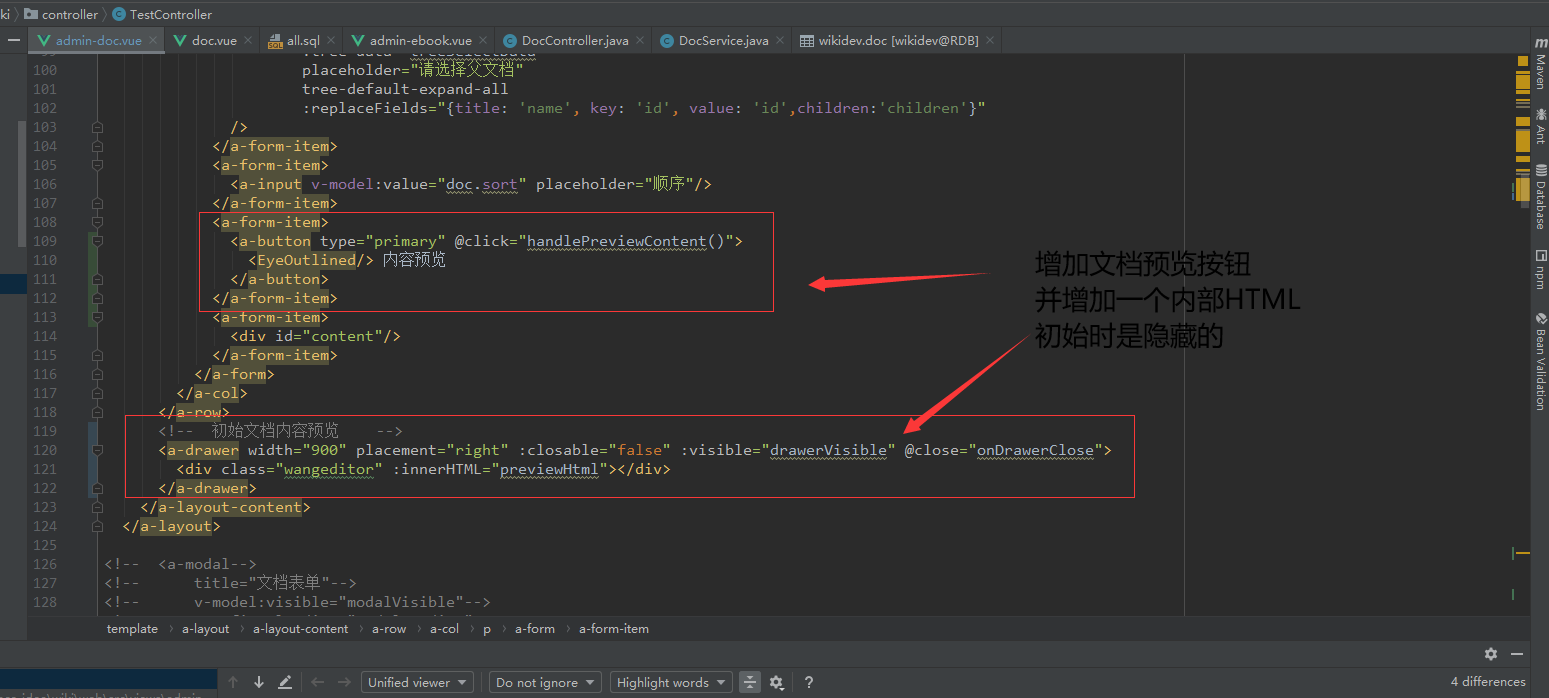 ki controller TestController
admin-doc.vue doc.vue all.sql admin-ebook.vue DocController.java DocService.java wikidev.doc [wikidev@RDB]
100 placeholder="请选择父文档"
101 tree-default-expand-all
102 :replaceFields="{title: 'name', key: 'id', value: 'id',children:'children'}"
103 />
104 </a-form-item>
105 <a-form-item>
106 <a-input v-model:value="doc.sort" placeholder="顺序"/>
107 </a-form-item>
108 <a-form-item>
109 <a-button type="primary" @click="handlePreviewContent()">
110 <EyeOutlined/> 内容预览
111 </a-button>
112 </a-form-item>
113 <a-form-item>
114 <div id="content"/>
115 </a-form-item>
116 </a-form>
117 </a-col>
118 </a-row>
119 <!-- 初始文档内容预览 -->
120 <a-drawer width="900" placement="right" :closable="false" :visible="drawerVisible" @close="onDrawerClose">
121 <div class="wangeditor" :innerHTML="previewHtml"></div>
122 </a-drawer>
123 </a-layout-content>
124 </a-layout>
125
126 <!-- <a-modal-->
127 <!-- title="文档表单"-->
128 <!-- v-model:visible="modalVisible"-->
增加文档预览按钮
并增加一个内部HTML
初始时是隐藏的
Maven
Ant
Database
npm
Bean Validation
template a-layout a-layout-content a-row a-col p a-form a-form-item
Unified viewer Do not ignore Highlight words ? 4 differences